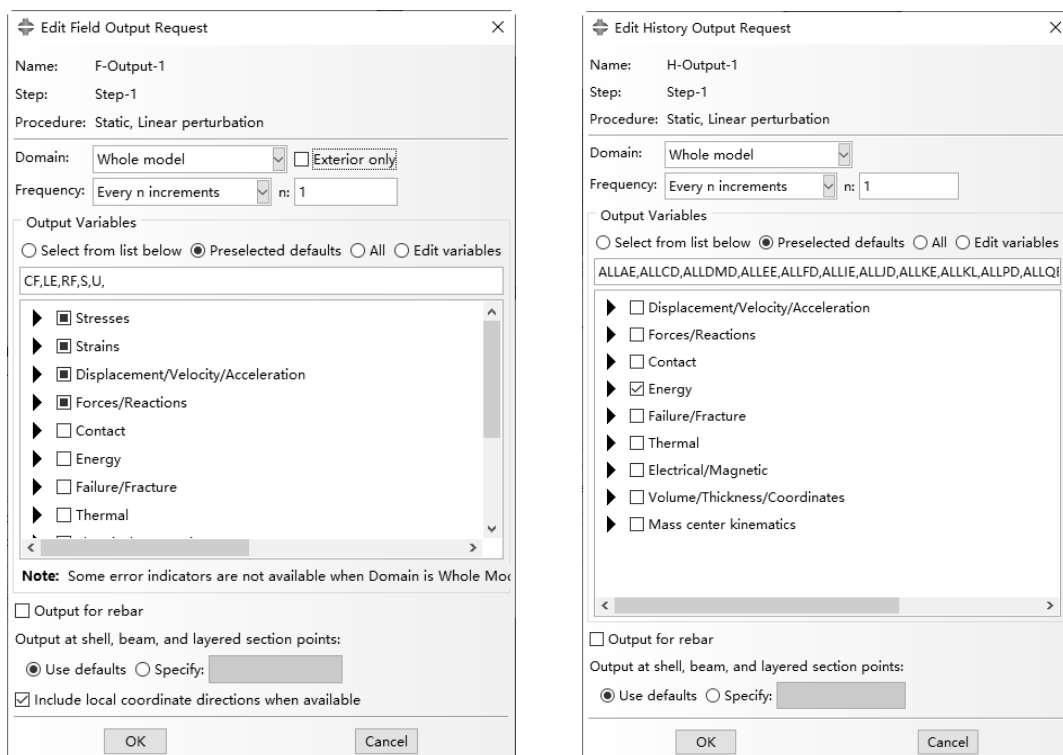 Edit Field Output Request
Name: F-Output-1
Step: Step-1
Procedure: Static, Linear perturbation
Domain: Whole model Exterior only
Frequency: Every n increments n: 1
Output Variables
Select from list below Preselected defaults All Edit variables
CF,LE,RF,S,U,
Stresses
Strains
Displacement/Velocity/Acceleration
Forces/Reactions
Contact
Energy
Failure/Fracture
Thermal
Note: Some error indicators are not available when Domain is Whole
Output for rebar
Output at shell, beam, and layered section points:
Use defaults Specify:
Include local coordinate directions when available
OK Cancel
Edit History Output Request
Name: H-Output-1
Step: Step-1
Procedure: Static, Linear perturbation
Domain: Whole model
Frequency: Every n increments n: 1
Output Variables
Select from list below Preselected defaults All Edit variables
ALLAE,ALLCD,ALLDMD,ALLEE,ALLFD,ALLIE,ALLJD,ALLKE,ALLKL,ALLPD,
Displacement/Velocity/Acceleration
Forces/Reactions
Contact
Energy
Failure/Fracture
Thermal
Electrical/Magnetic
Volume/Thickness/Coordinates
Mass center kinematics
Output for rebar
Output at shell, beam, and layered section points:
Use defaults Specify:
OK Cancel